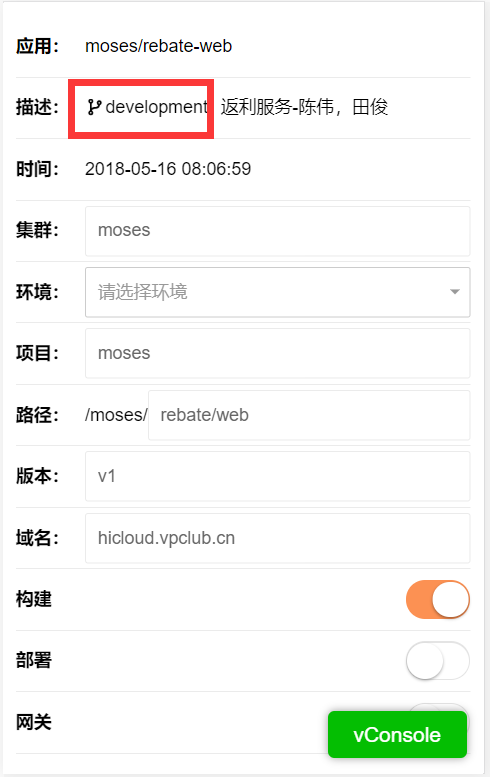 应用： moses/rebate-web
描述： development 返利服务-陈伟，田俊
时间： 2018-05-16 08:06:59
集群： moses
环境： 请选择环境
项目： moses
路径： /moses/ rebate/web
版本： v1
域名： hicloud.vpclub.cn
构建
部署
网关
vConsole